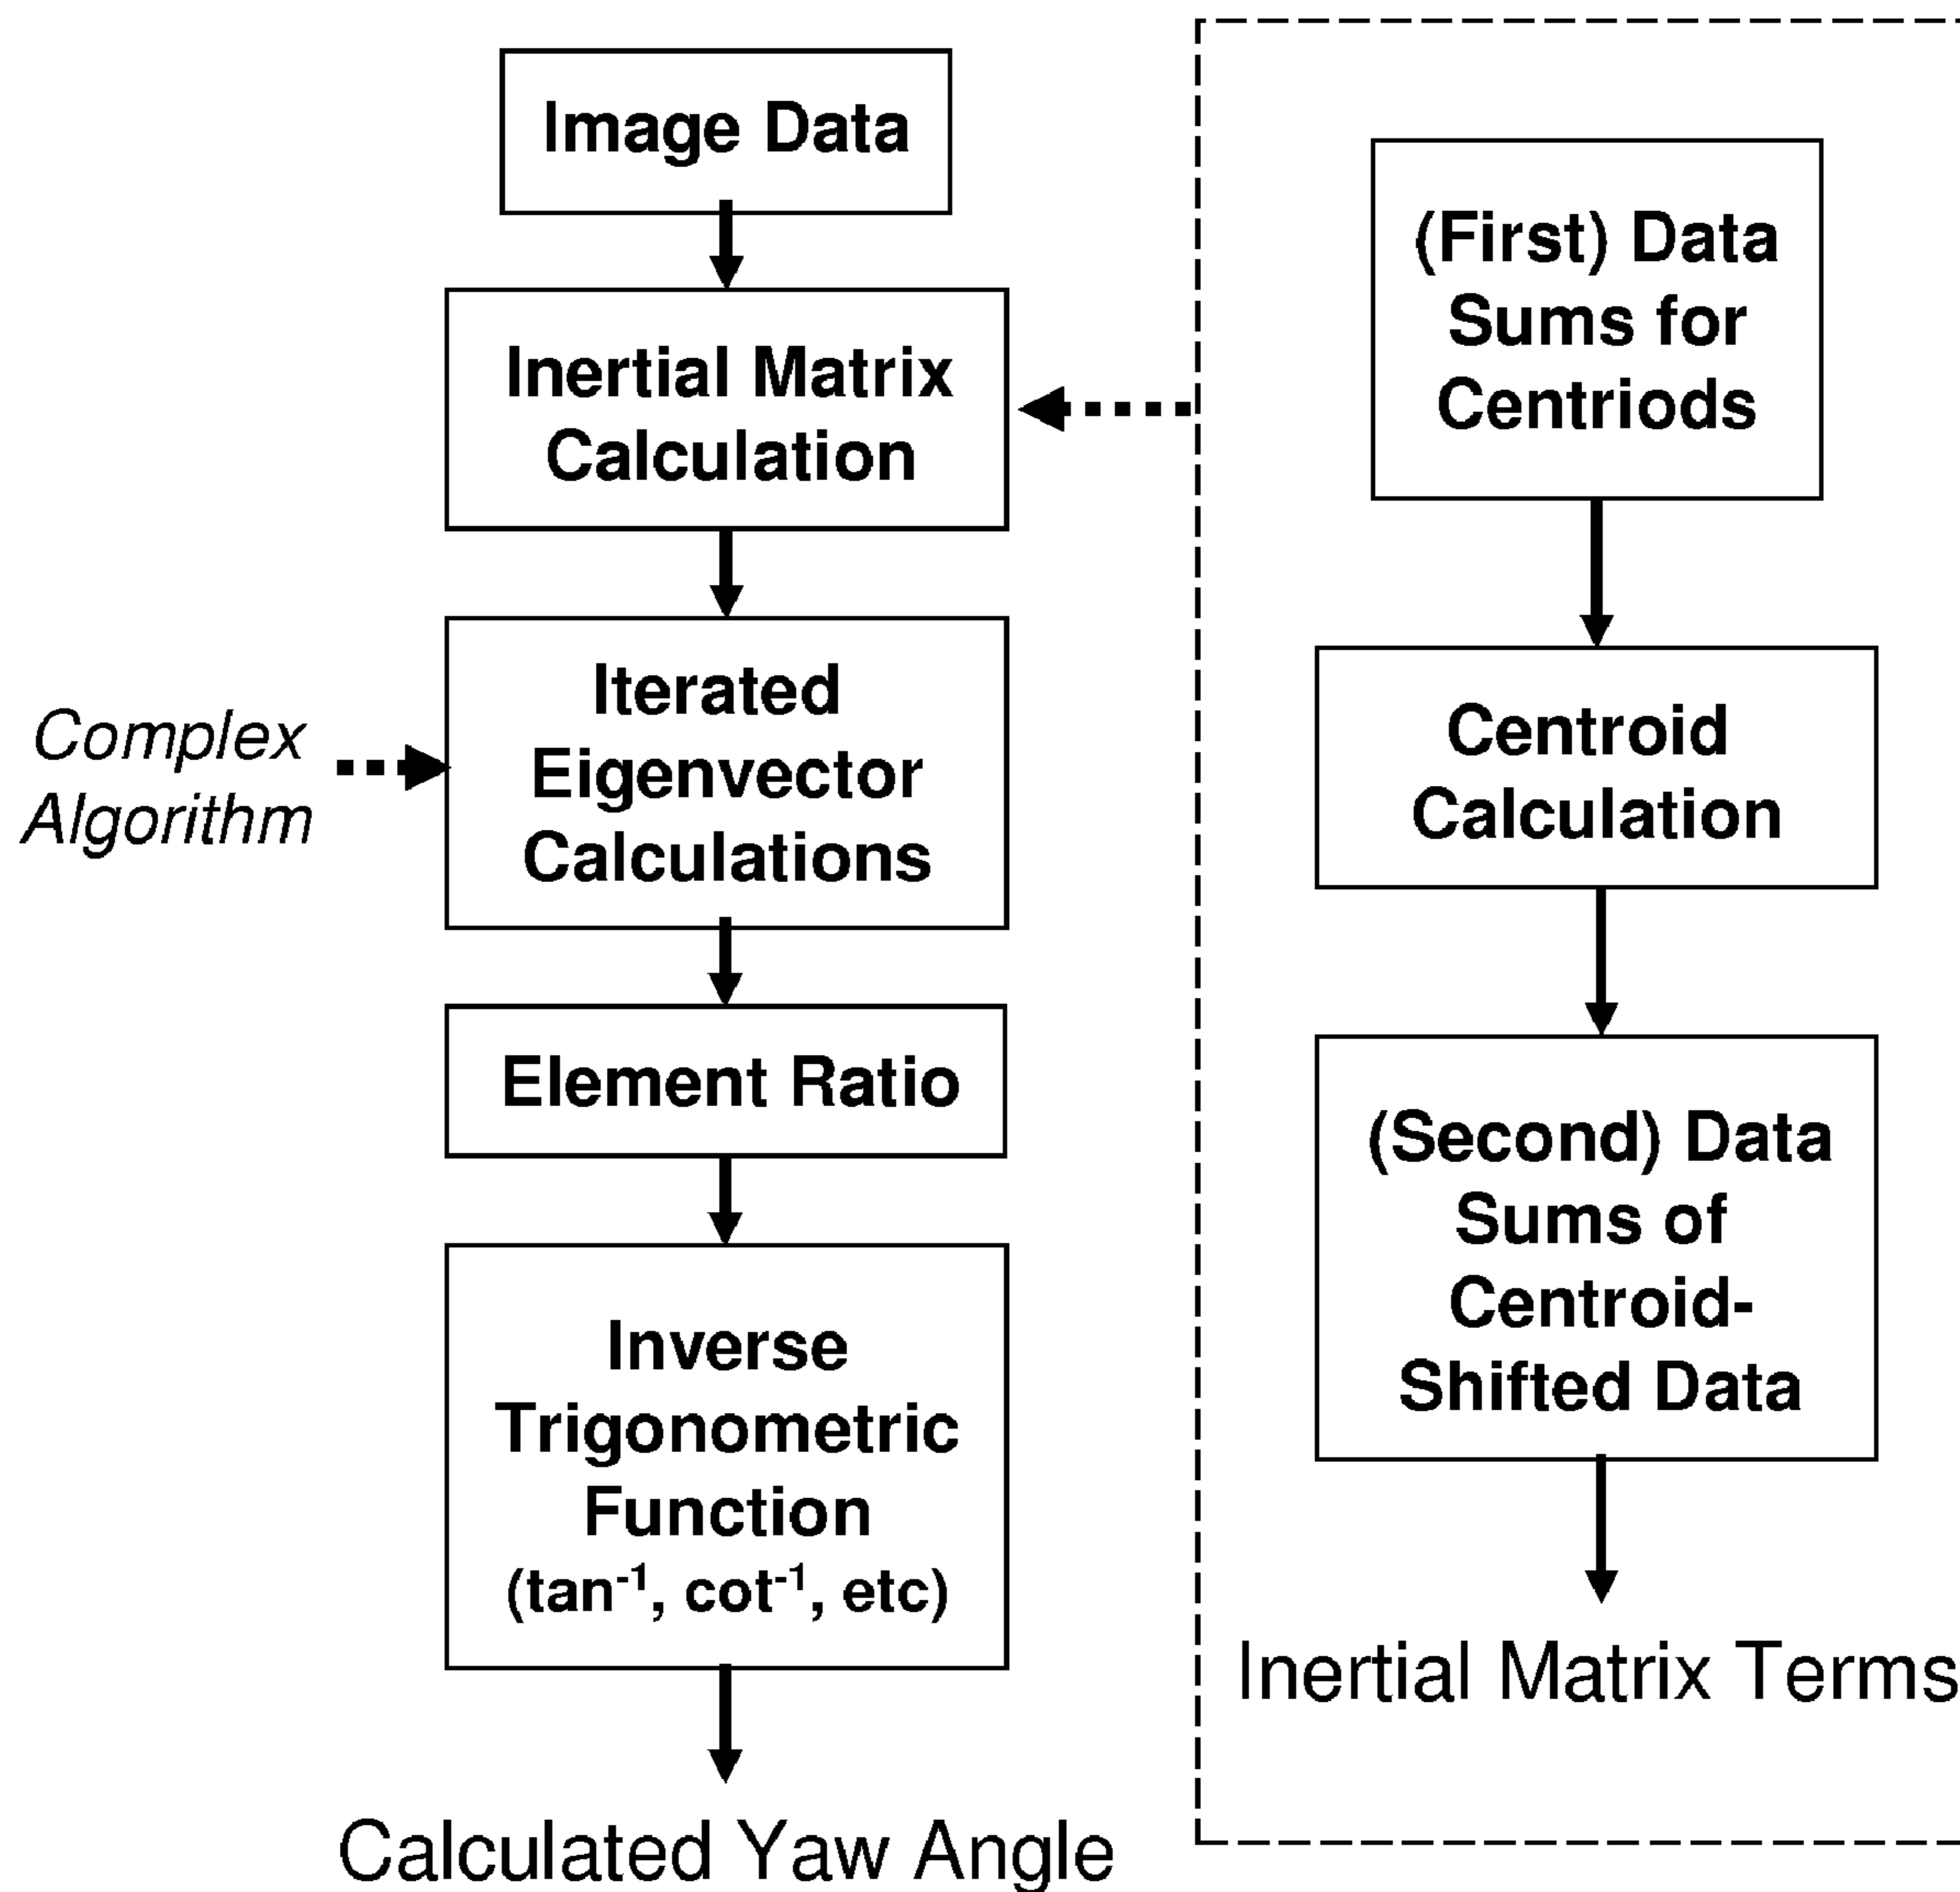 Image Data
Inertial Matrix
Calculation
Complex
Algorithm
Iterated
Eigenvector
Calculations
Element Ratio
Inverse
Trigonometric
Function
(tan⁻¹, cot⁻¹, etc)
Calculated Yaw Angle
(First) Data
Sums for
Centriods
Centroid
Calculation
(Second) Data
Sums of
Centroid-
Shifted Data
Inertial Matrix Terms